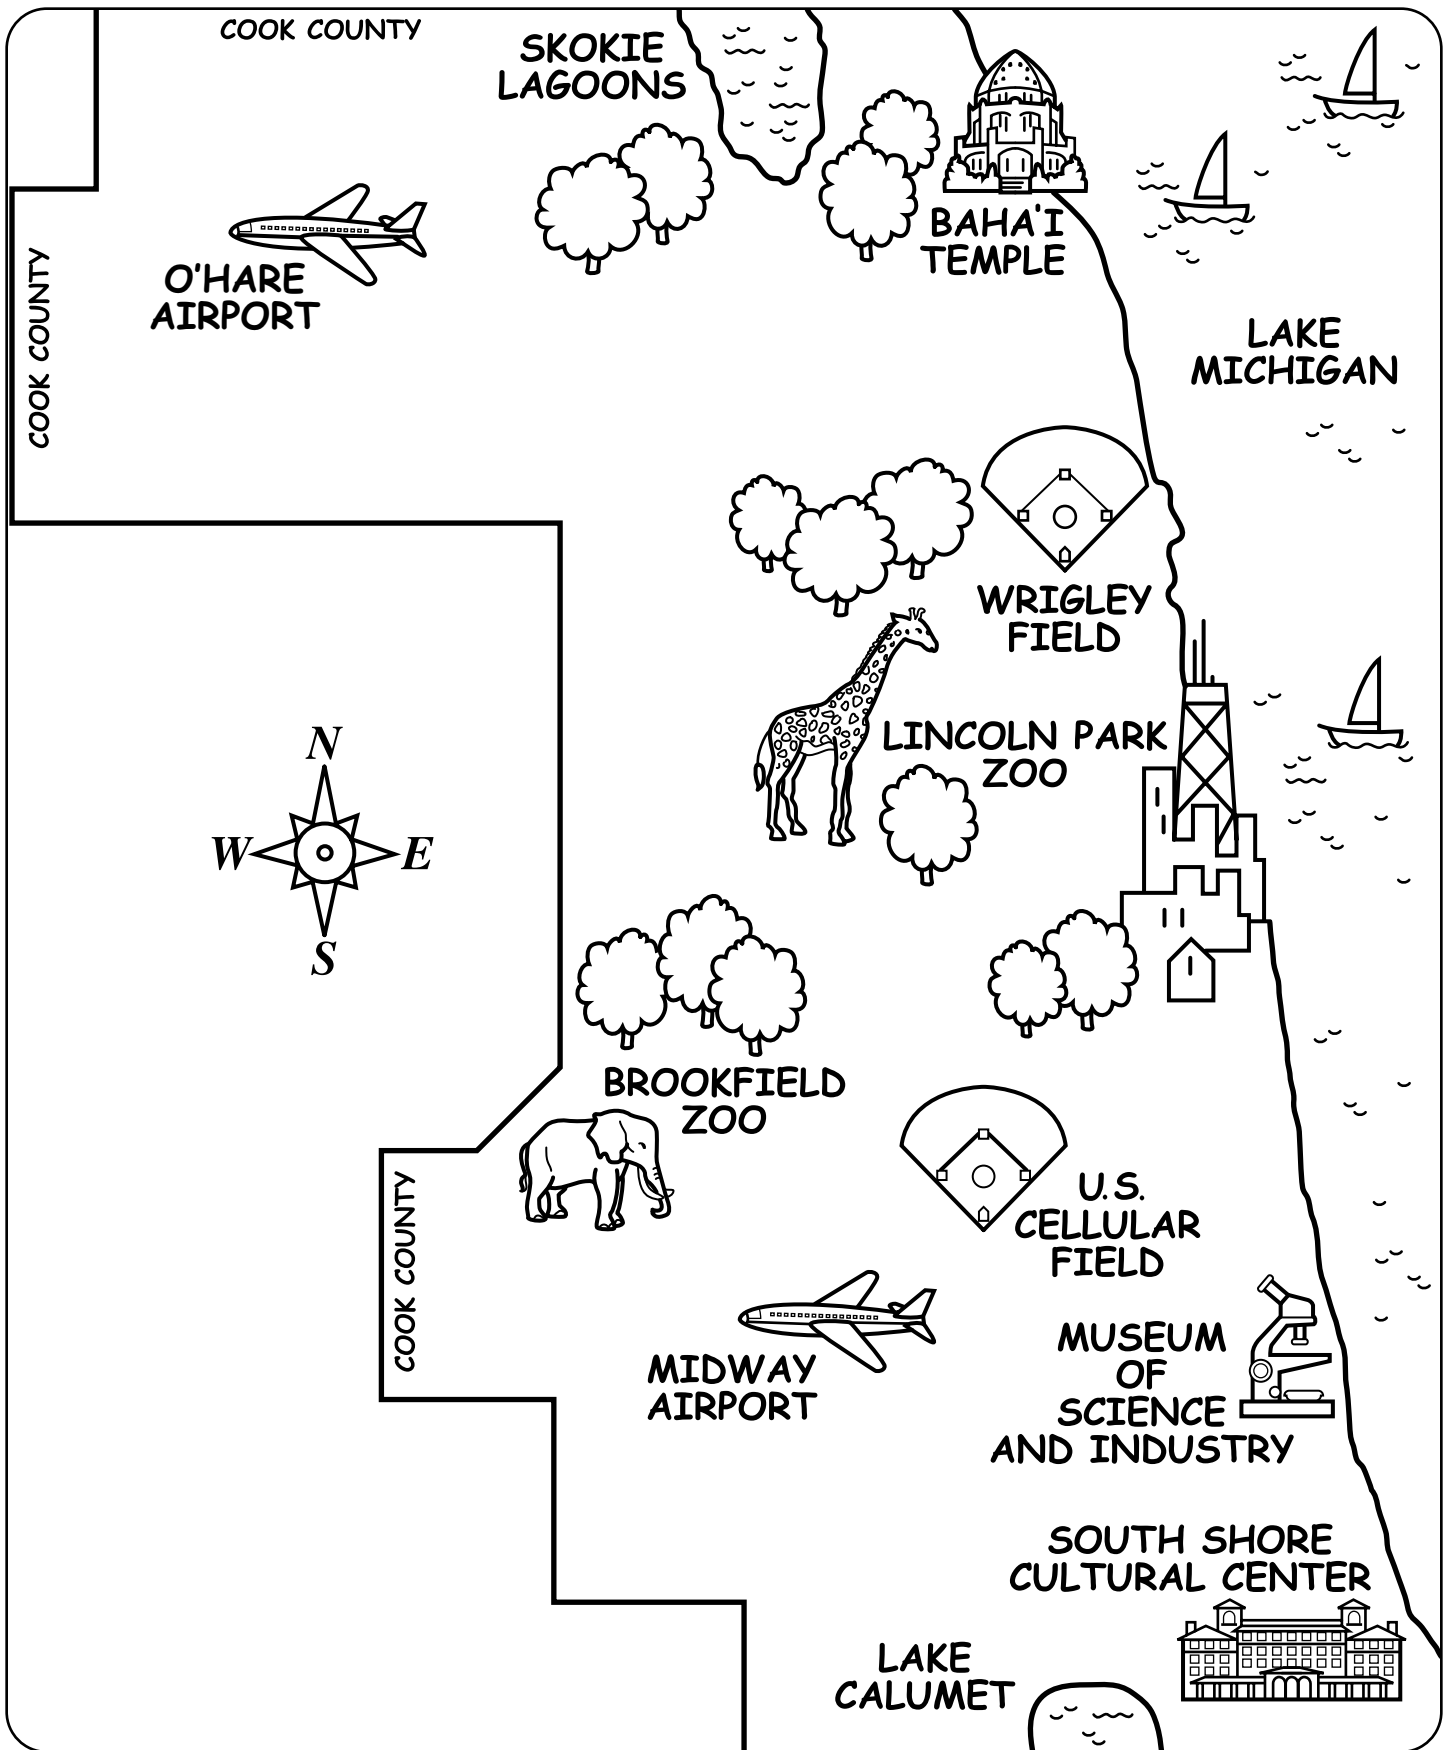 COOK COUNTY
SKOKIE
LAGOONS
BAHA'I
TEMPLE
O'HARE
AIRPORT
COOK COUNTY
LAKE
MICHIGAN
WRIGLEY
FIELD
LINCOLN PARK
ZOO
N
W
E
S
BROOKFIELD
ZOO
U.S.
CELLULAR
FIELD
COOK COUNTY
MIDWAY
AIRPORT
MUSEUM
OF
SCIENCE
AND INDUSTRY
SOUTH SHORE
CULTURAL CENTER
LAKE
CALUMET